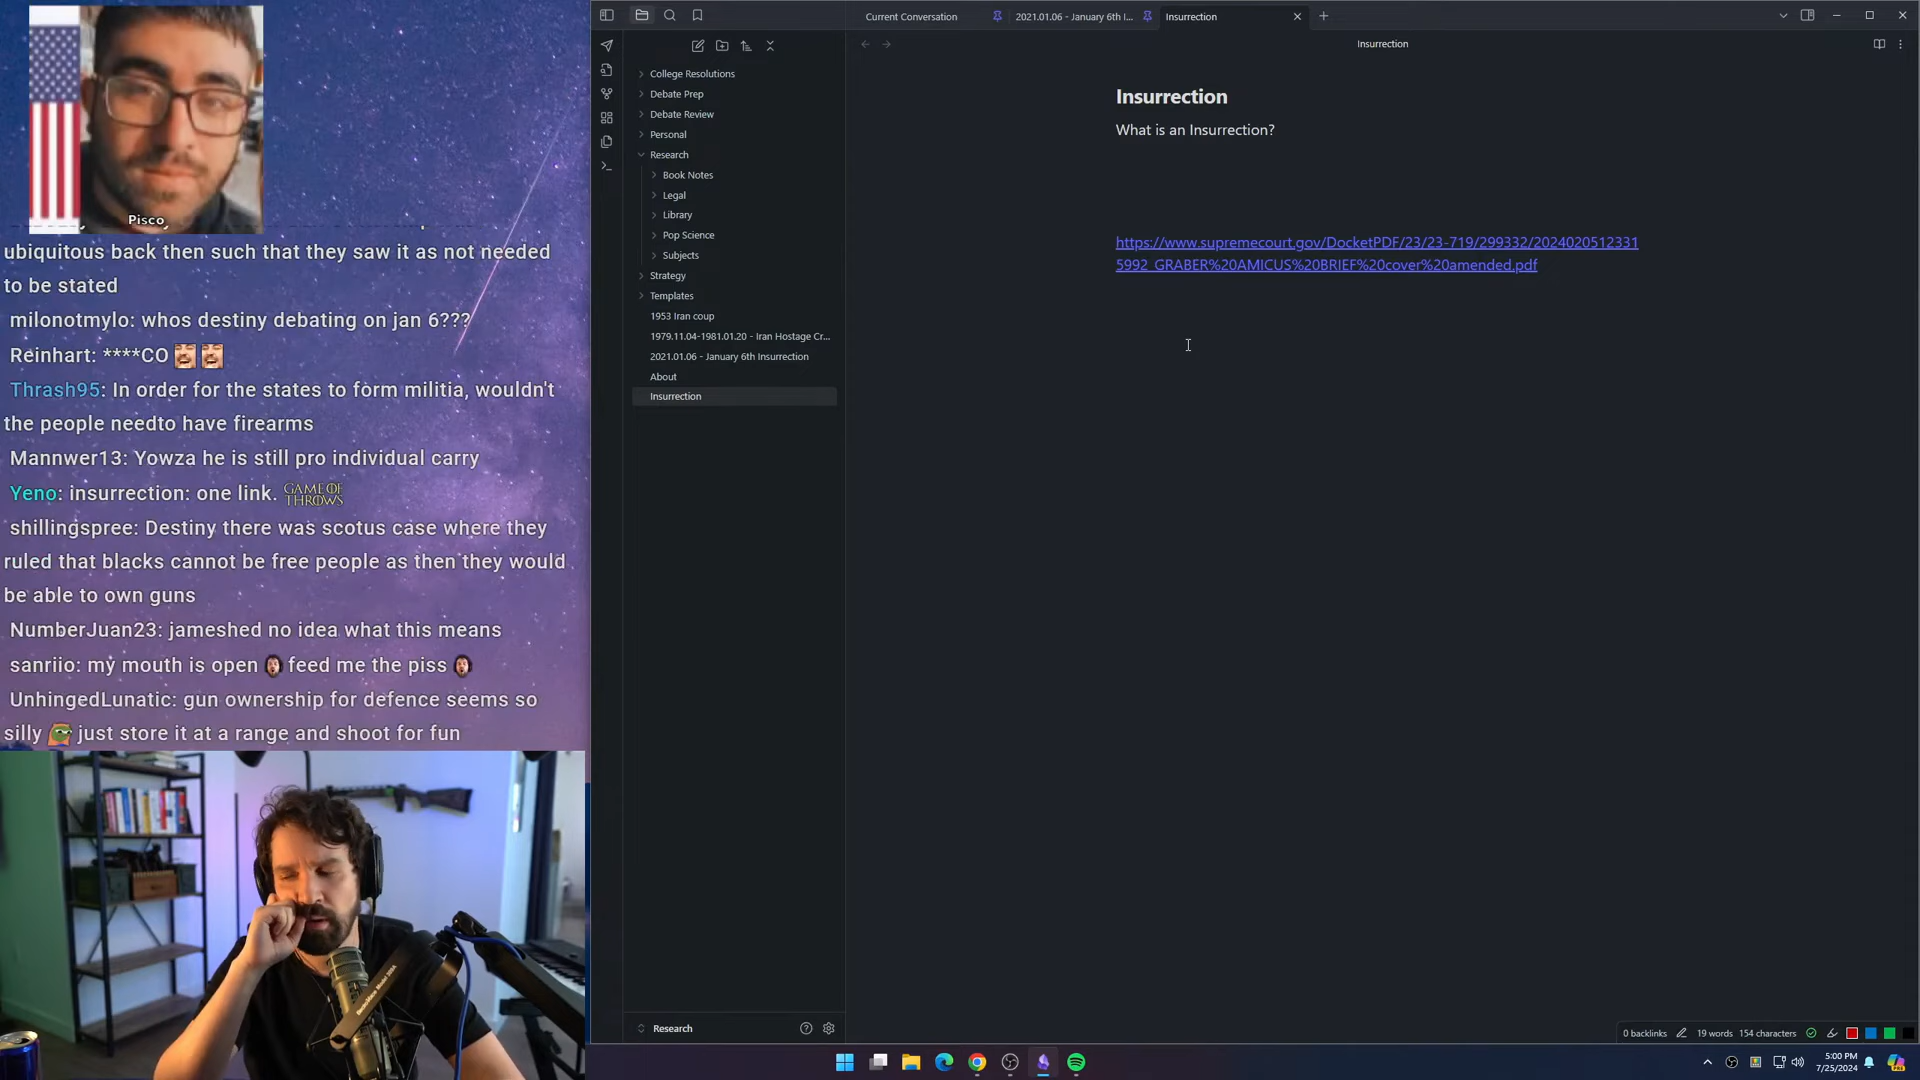 Pisco
ubiquitous back then such that they saw it as not needed
to be stated
milonotmylo: whos destiny debating on jan 6???
Reinhart: ****CO
Thrash95: In order for the states to form militia, wouldn't
the people needto have firearms
Mannwer13: Yowza he is still pro individual carry
Yeno: insurrection: one link. GAME OF THROWS
shillingspree: Destiny there was scotus case where they
ruled that blacks cannot be free people as then they would
be able to own guns
NumberJuan23: jameshed no idea what this means
sanriio: my mouth is open feed me the piss
UnhingedLunatic: gun ownership for defence seems so
silly just store it at a range and shoot for fun
College Resolutions
Debate Prep
Debate Review
Personal
Research
Book Notes
Legal
Library
Pop Science
Subjects
Strategy
Templates
1953 Iran coup
1979.11.04-1981.01.20 - Iran Hostage Cr...
2021.01.06 - January 6th Insurrection
About
Insurrection
Research
Current Conversation
2021.01.06 - January 6th I...
Insurrection
Insurrection
Insurrection
What is an Insurrection?
https://www.supremecourt.gov/DocketPDF/23/23-719/299332/2024020512331
5992_GRABER%20AMICUS%20BRIEF%20cover%20amended.pdf
0 backlinks
19 words
154 characters
5:00 PM
7/25/2024